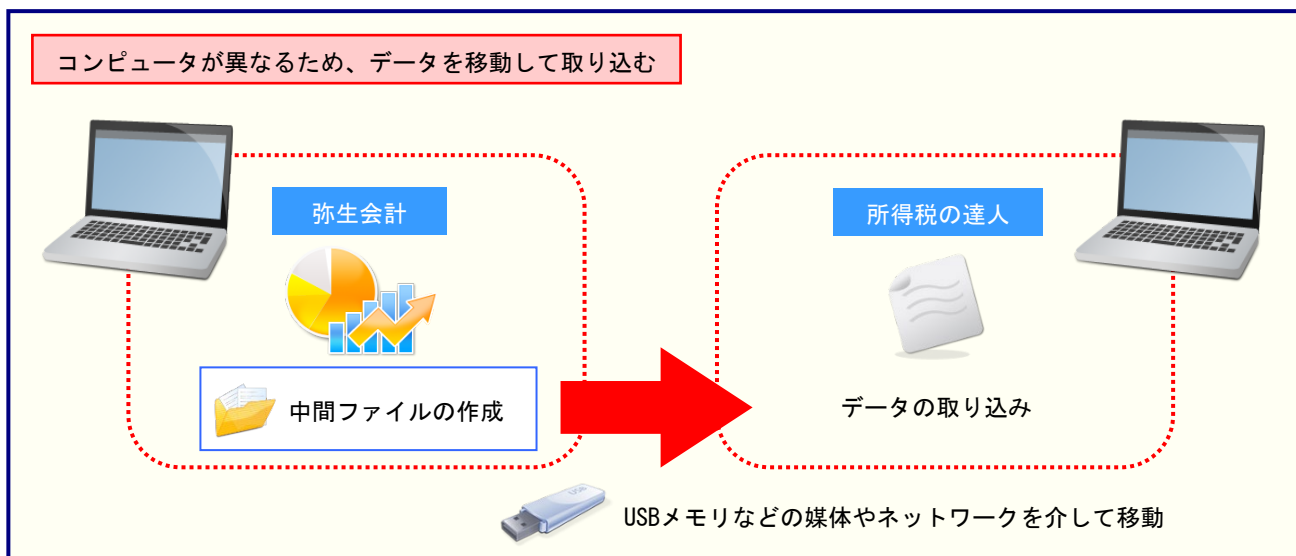 コンピュータが異なるため、データを移動して取り込む
弥生会計
所得税の達人
中間ファイルの作成
データの取り込み
USB
USBメモリなどの媒体やネットワークを介して移動